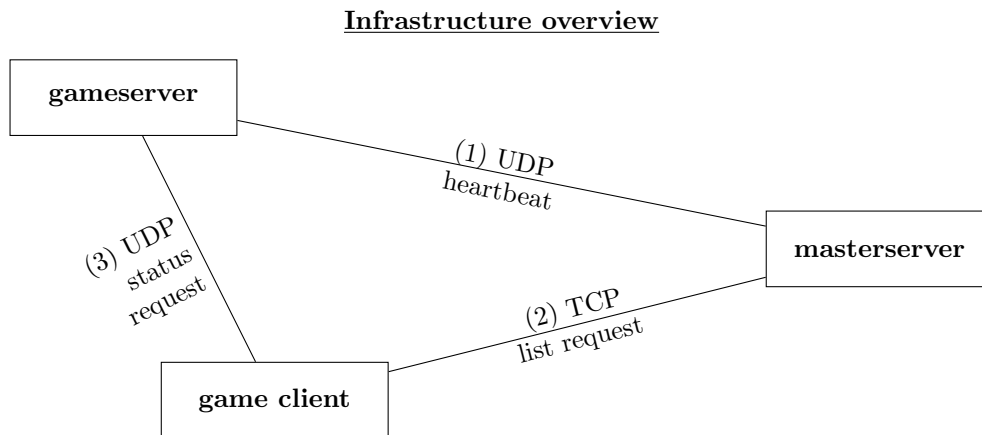 Infrastructure overview
gameserver
(1) UDP
heartbeat
masterserver
(3) UDP
status
request
(2) TCP
list request
game client